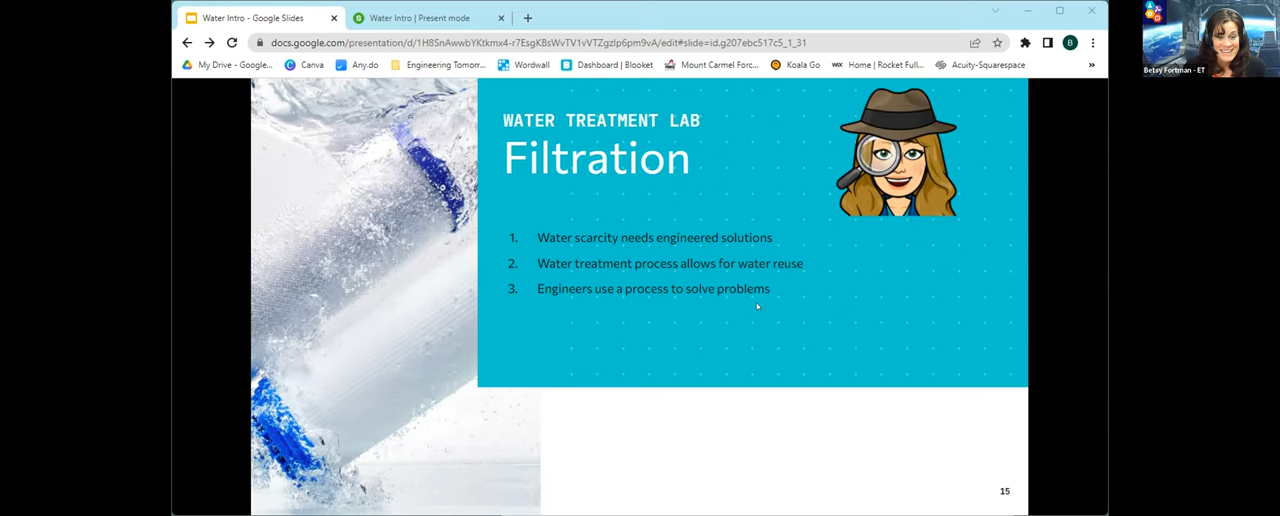 Water Intro - Google Slides
Water Intro | Present mode
docs.google.com/presentation/d/1H8SnAwwbYKtkmx4-r7EsgKBsWvTV1vVTZgzlp6pm9vA/edit#slide=id.g207ebc517c5_1_31
B
My Drive - Google...
Canva
Any.do
Engineering Tomorr...
Wordwall
Dashboard | Blooket
Mount Carmel Forc...
Koala Go
WIX Home | Rocket Full...
Acuity-Squarespace
»
Betsy Fortman - ET
WATER TREATMENT LAB
Filtration
1. Water scarcity needs engineered solutions
2. Water treatment process allows for water reuse
3. Engineers use a process to solve problems
15